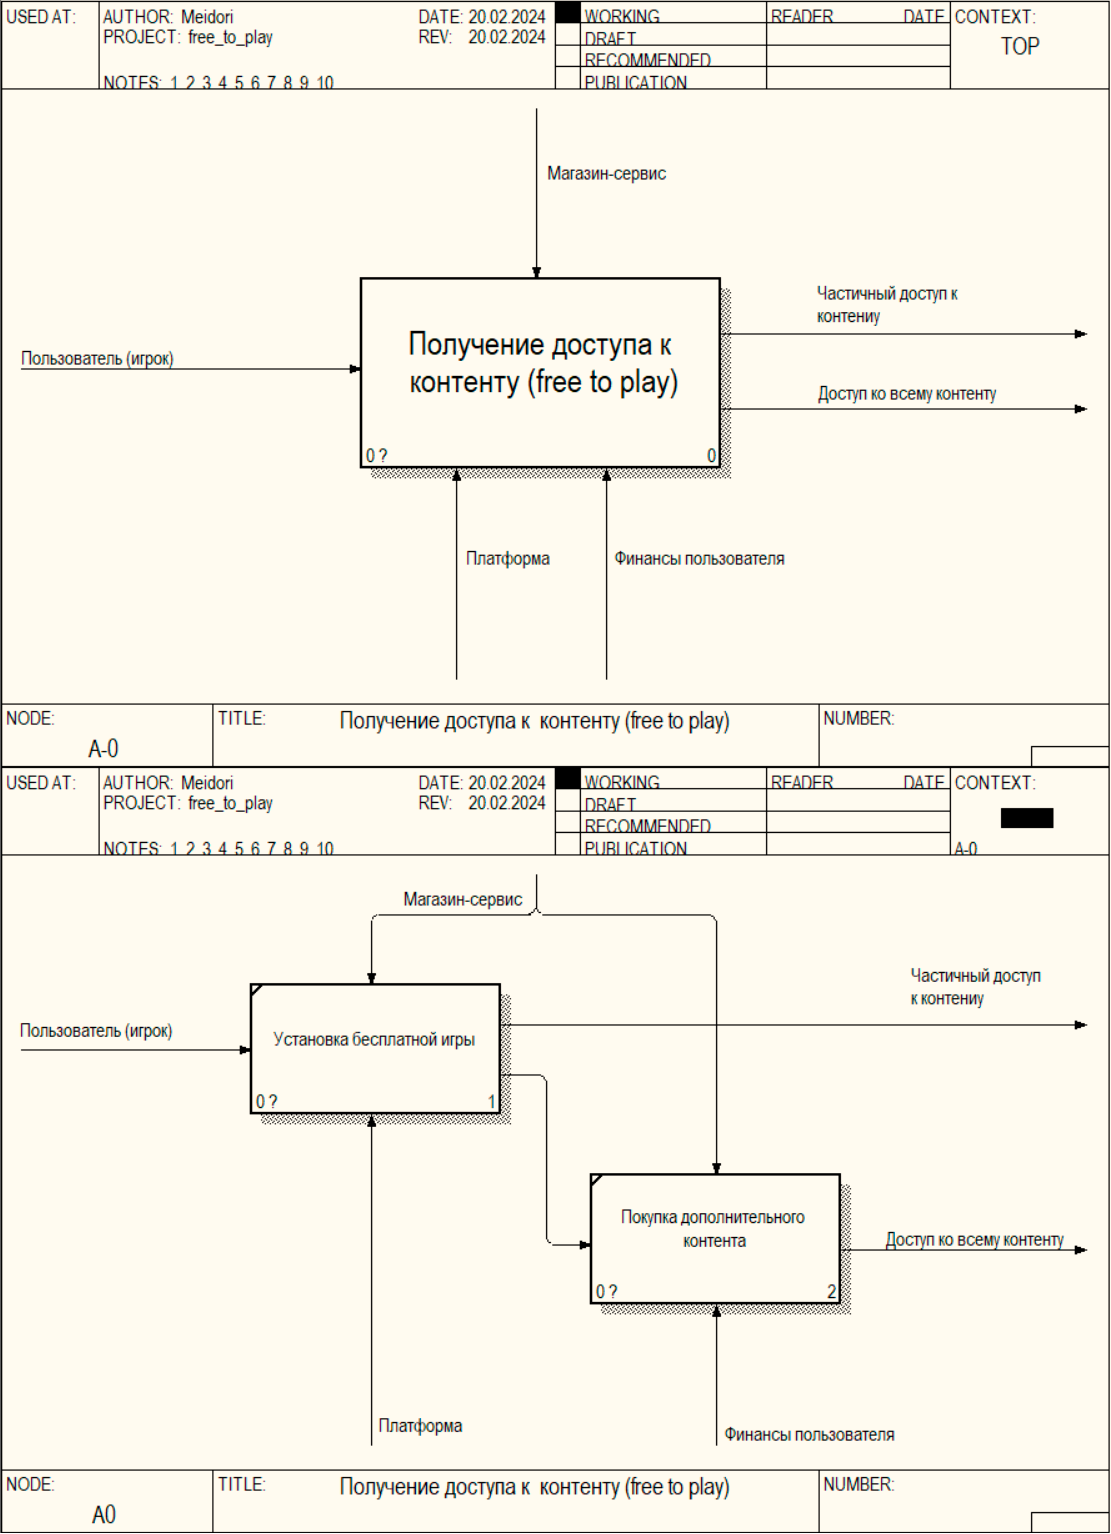 USED AT:
AUTHOR: Meidori
DATE: 20.02.2024
PROJECT: free_to_play
REV: 20.02.2024
NOTES: 1 2 3 4 5 6 7 8 9 10
WORKING
DRAFT
RECOMMENDED
PUBLICATION
READER DATE
CONTEXT:
TOP
Магазин-сервис
Частичный доступ к
контениу
Пользователь (игрок)
Получение доступа к
контенту (free to play)
Доступ ко всему контенту
0 ?
0
Платформа
Финансы пользователя
NODE:
A-0
TITLE:
Получение доступа к контенту (free to play)
NUMBER:
USED AT:
AUTHOR: Meidori
DATE: 20.02.2024
PROJECT: free_to_play
REV: 20.02.2024
NOTES: 1 2 3 4 5 6 7 8 9 10
WORKING
DRAFT
RECOMMENDED
PUBLICATION
READER DATE
CONTEXT:
A-0
Магазин-сервис
Частичный доступ
к контениу
Пользователь (игрок)
Установка бесплатной игры
0 ?
1
Покупка дополнительного
контента
Доступ ко всему контенту
0 ?
2
Платформа
Финансы пользователя
NODE:
A0
TITLE:
Получение доступа к контенту (free to play)
NUMBER: